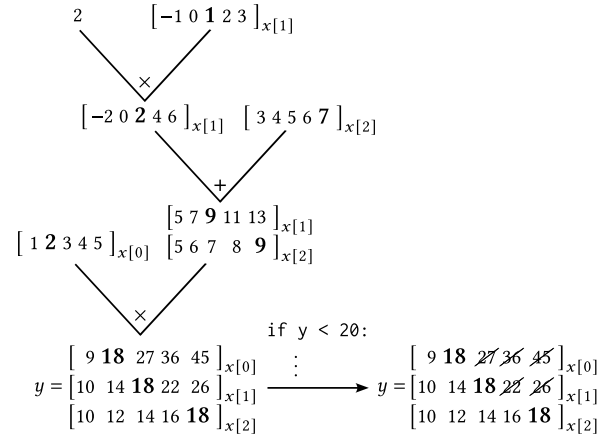 2 [−1 0 1 2 3]x[1]
×
[−2 0 2 4 6]x[1] [3 4 5 6 7]x[2]
+
[5 7 9 11 13]x[1]
[1 2 3 4 5]x[0] [5 6 7 8 9]x[2]
×
if y < 20:
⋮
[9 18 27 36 45]x[0] [9 18 27 36 45]x[0]
y = [10 14 18 22 26]x[1] y = [10 14 18 22 26]x[1]
[10 12 14 16 18]x[2] [10 12 14 16 18]x[2]